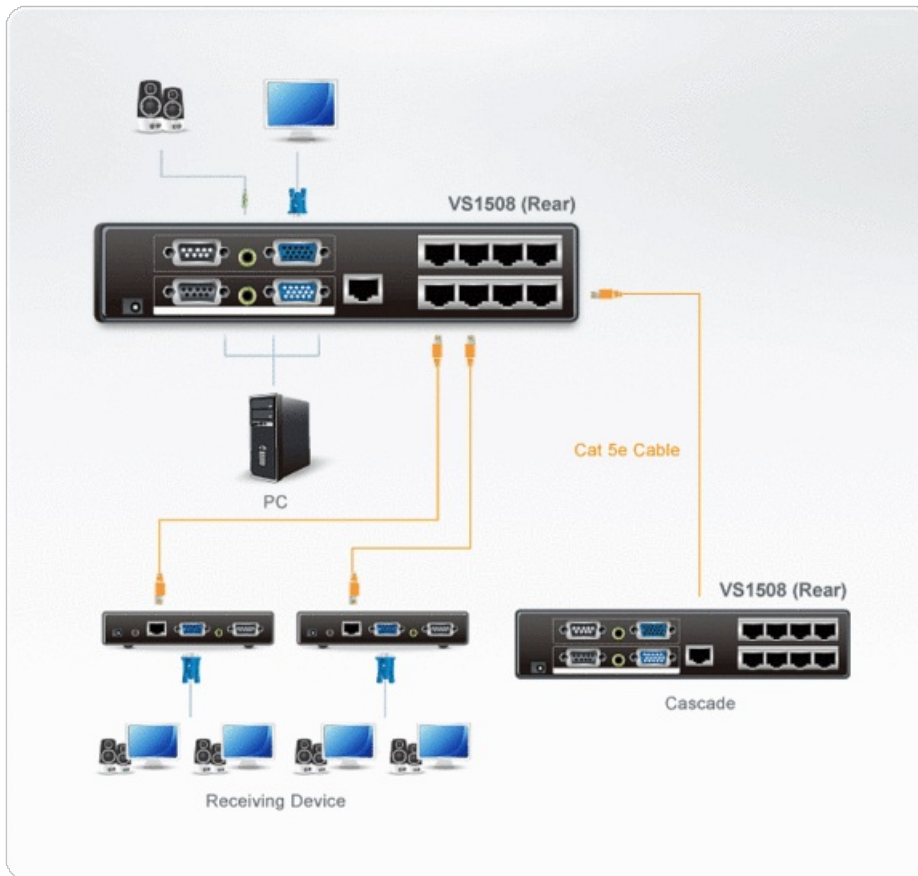 VS1508 (Rear)
Cat 5e Cable
PC
VS1508 (Rear)
Cascade
Receiving Device